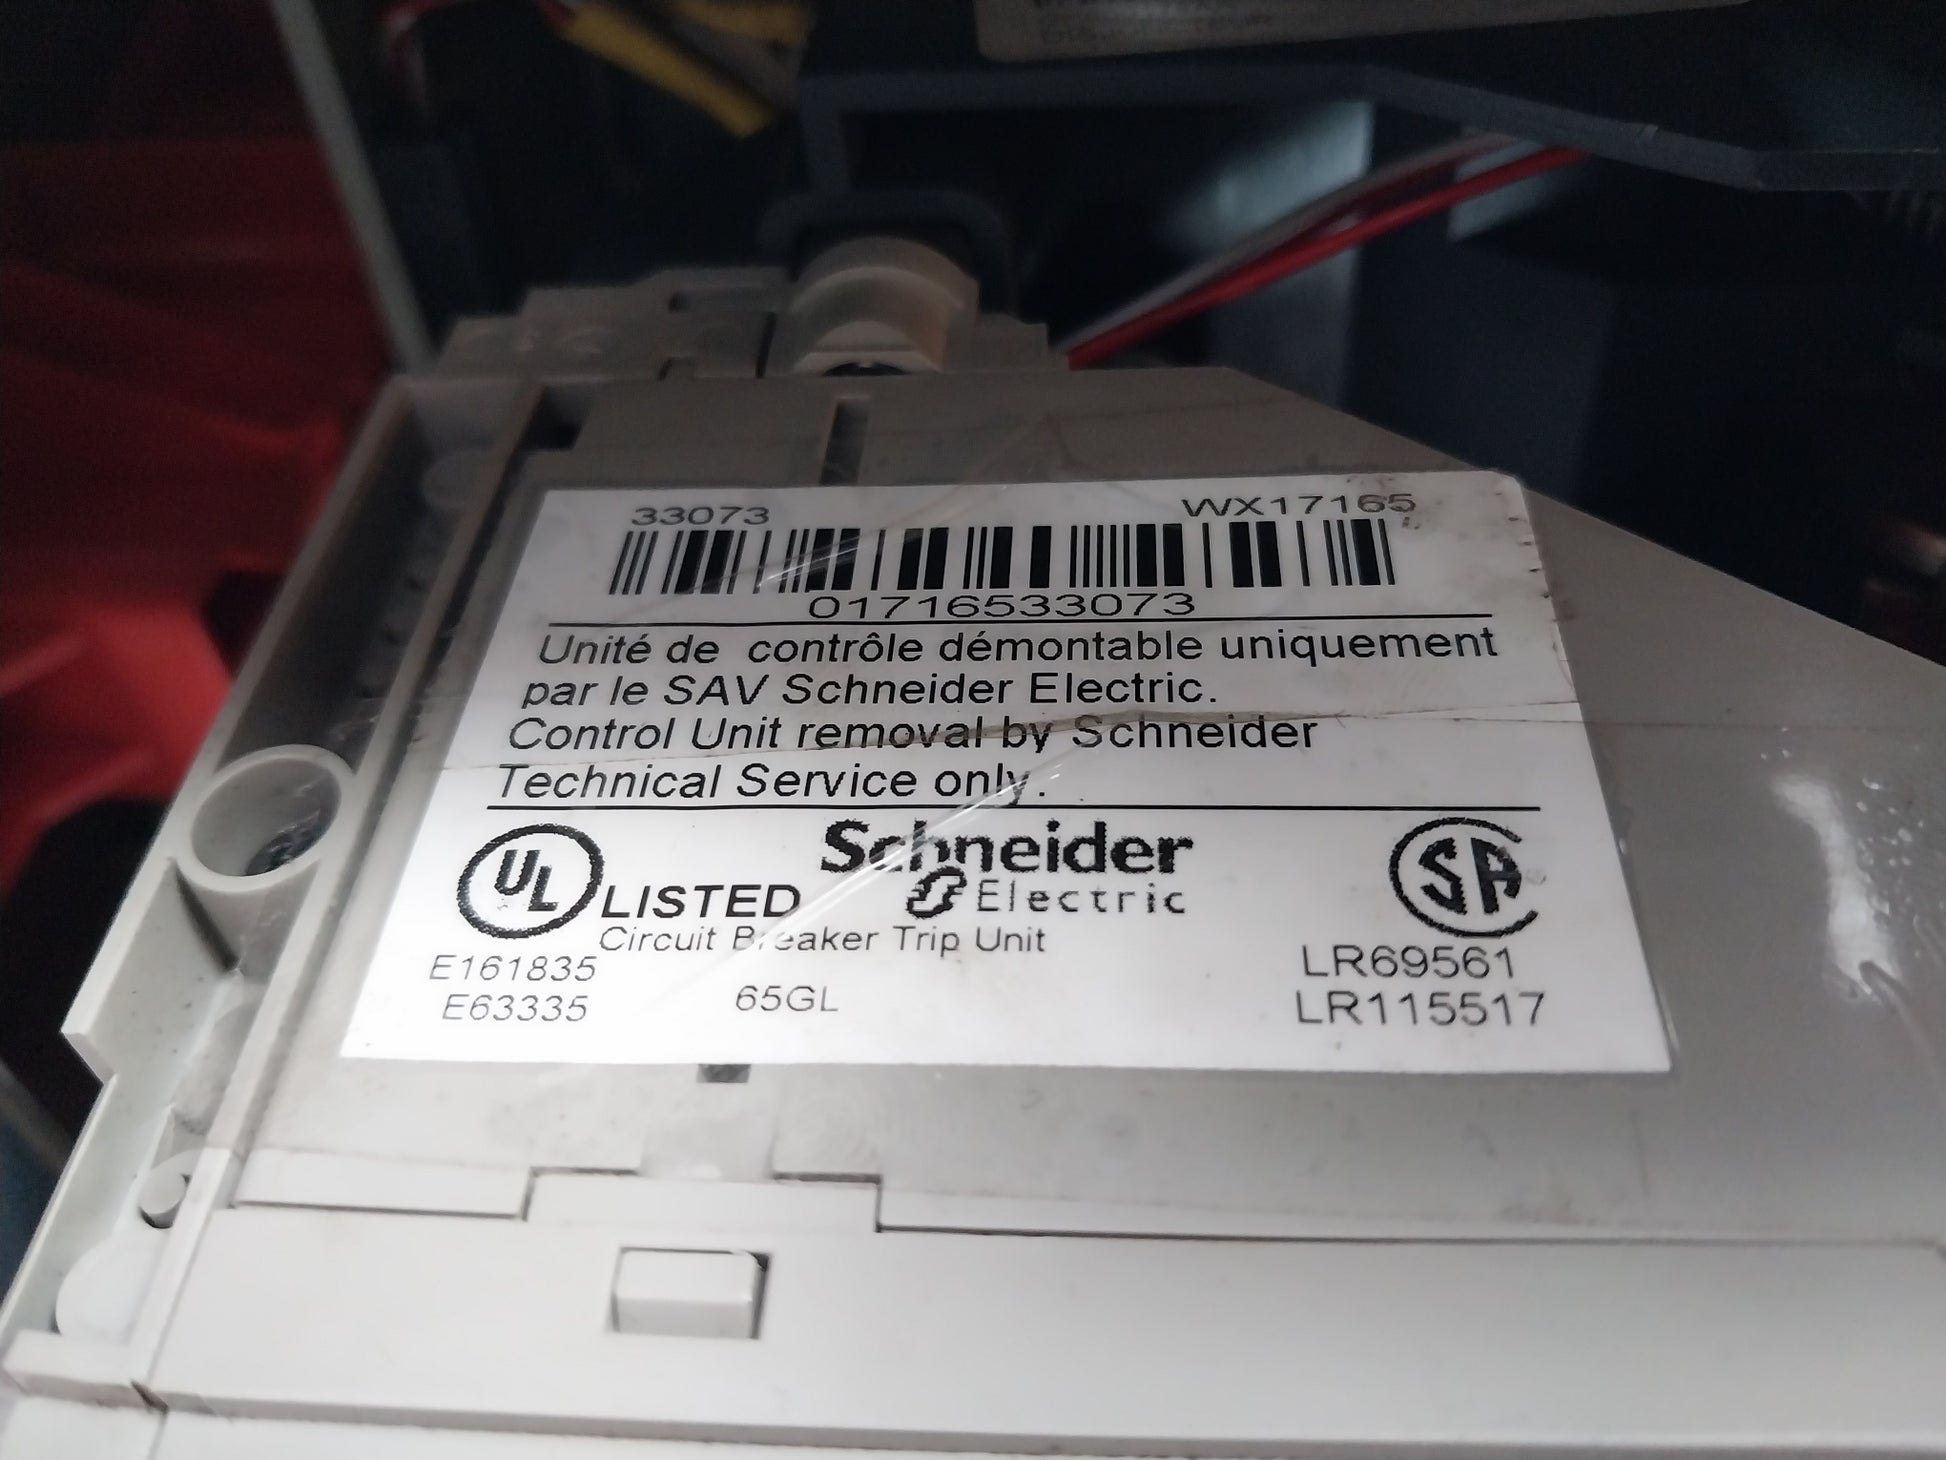 33073 WX17165
01716533073
Unité de contrôle démontable uniquement
par le SAV Schneider Electric.
Control Unit removal by Schneider
Technical Service only.
UL LISTED Schneider Electric SA
Circuit Breaker Trip Unit
E161835 LR69561
E63335 65GL LR115517